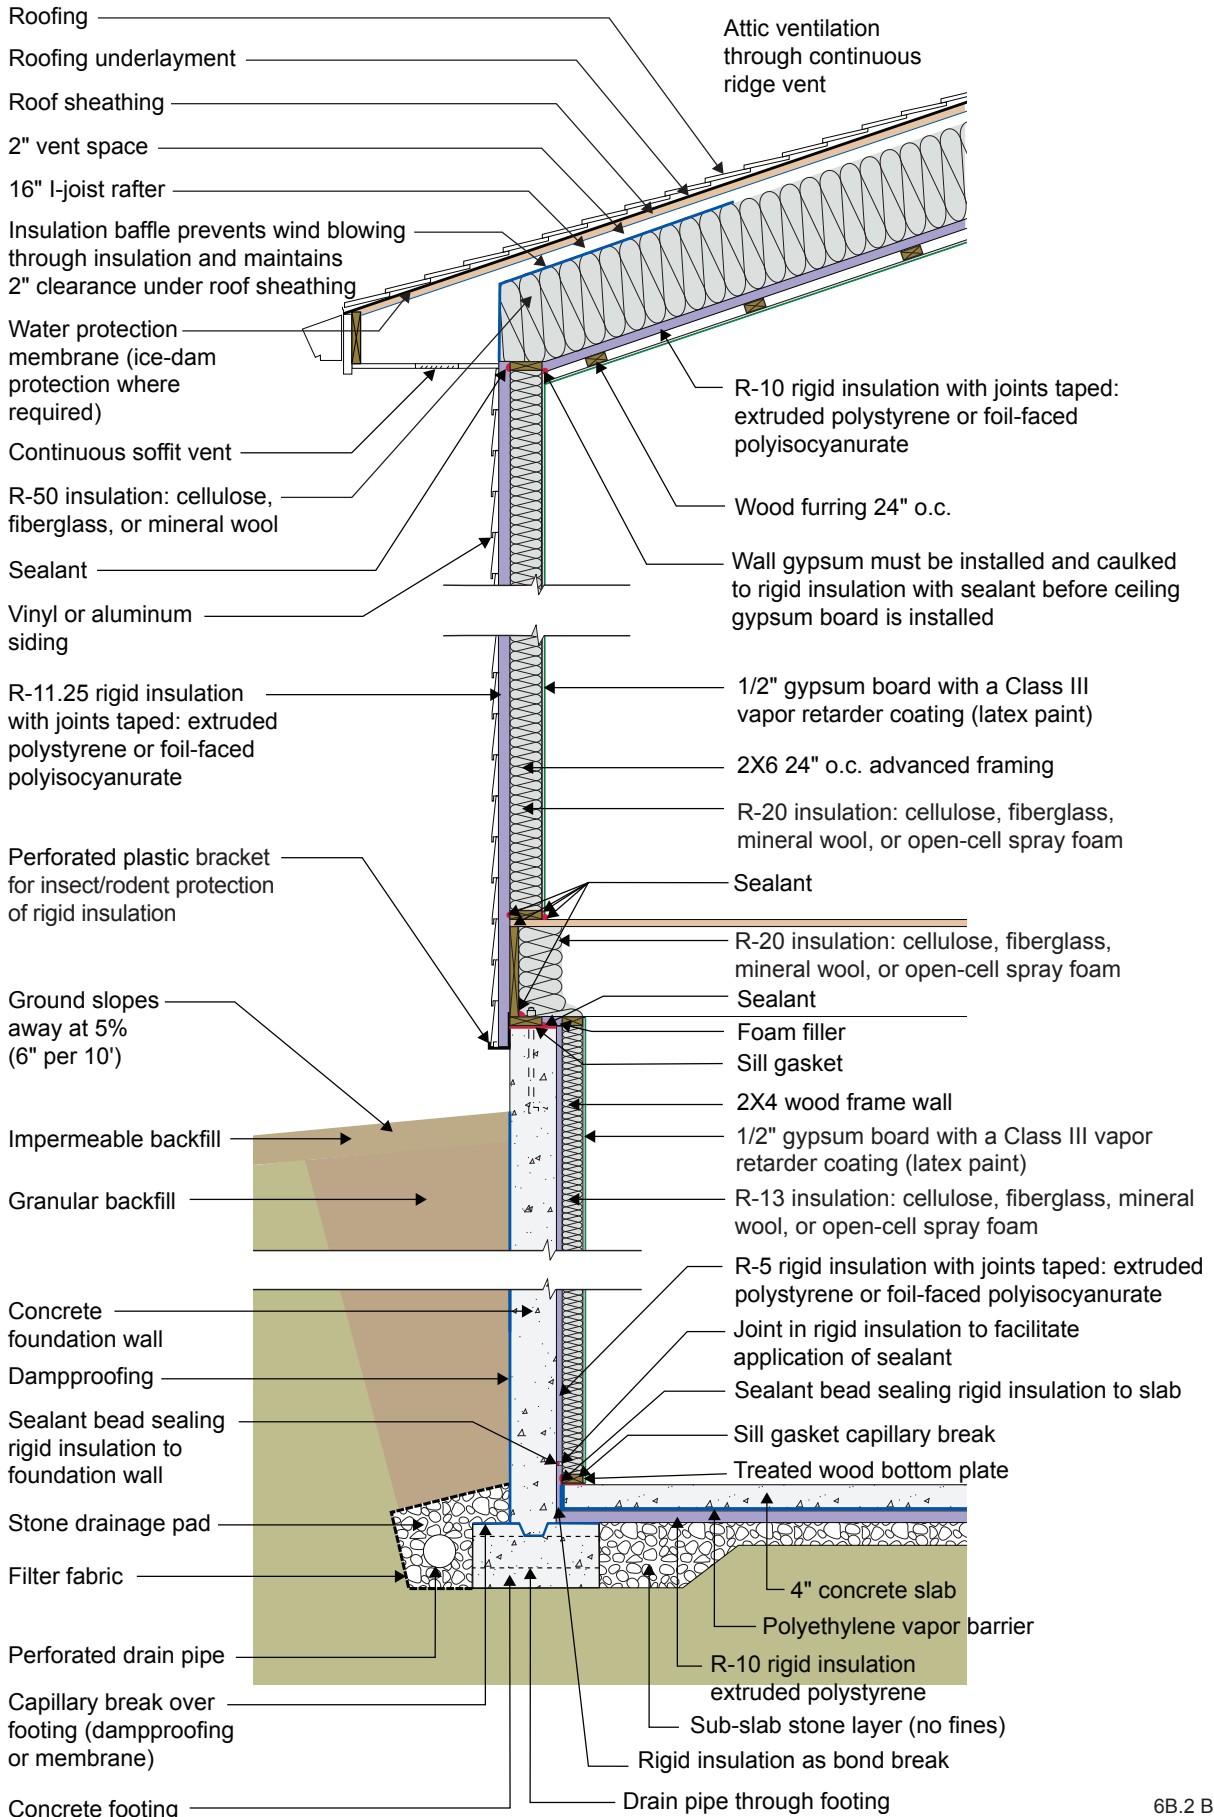 Roofing
Roofing underlayment
Roof sheathing
2" vent space
16" I-joist rafter
Insulation baffle prevents wind blowing
through insulation and maintains
2" clearance under roof sheathing
Water protection
membrane (ice-dam
protection where
required)
Continuous soffit vent
R-50 insulation: cellulose,
fiberglass, or mineral wool
Sealant
Vinyl or aluminum
siding
R-11.25 rigid insulation
with joints taped: extruded
polystyrene or foil-faced
polyisocyanurate
Perforated plastic bracket
for insect/rodent protection
of rigid insulation
Ground slopes
away at 5%
(6" per 10')
Impermeable backfill
Granular backfill
Concrete
foundation wall
Dampproofing
Sealant bead sealing
rigid insulation to
foundation wall
Stone drainage pad
Filter fabric
Perforated drain pipe
Capillary break over
footing (dampproofing
or membrane)
Concrete footing
Attic ventilation
through continuous
ridge vent
R-10 rigid insulation with joints taped:
extruded polystyrene or foil-faced
polyisocyanurate
Wood furring 24" o.c.
Wall gypsum must be installed and caulked
to rigid insulation with sealant before ceiling
gypsum board is installed
1/2" gypsum board with a Class III
vapor retarder coating (latex paint)
2X6 24" o.c. advanced framing
R-20 insulation: cellulose, fiberglass,
mineral wool, or open-cell spray foam
Sealant
R-20 insulation: cellulose, fiberglass,
mineral wool, or open-cell spray foam
Sealant
Foam filler
Sill gasket
2X4 wood frame wall
1/2" gypsum board with a Class III vapor
retarder coating (latex paint)
R-13 insulation: cellulose, fiberglass, mineral
wool, or open-cell spray foam
R-5 rigid insulation with joints taped: extruded
polystyrene or foil-faced polyisocyanurate
Joint in rigid insulation to facilitate
application of sealant
Sealant bead sealing rigid insulation to slab
Sill gasket capillary break
Treated wood bottom plate
4" concrete slab
Polyethylene vapor barrier
R-10 rigid insulation
extruded polystyrene
Sub-slab stone layer (no fines)
Rigid insulation as bond break
Drain pipe through footing
6B.2 B